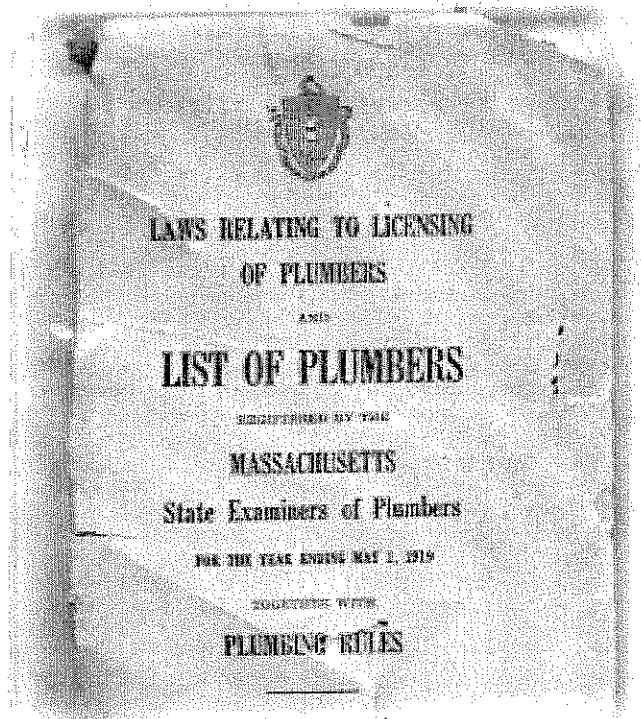 LAWS RELATING TO LICENSING
OF PLUMBERS
AND
LIST OF PLUMBERS
REGISTERED BY THE
MASSACHUSETTS
State Examiners of Plumbers
FOR THE YEAR ENDING MAY 1, 1919
TOGETHER WITH
PLUMBING RULES